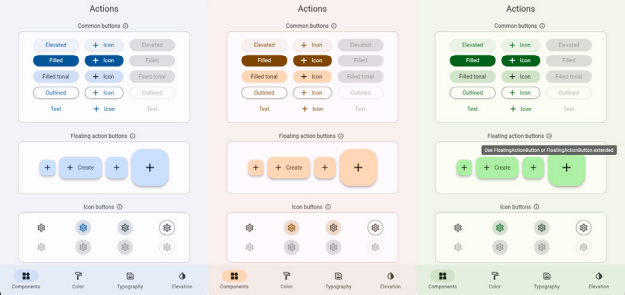 Actions
Common buttons
Elevated + Icon Elevated
Filled + Icon Filled
Filled tonal + Icon Filled tonal
Outlined + Icon Outlined
Text + Icon Text
Floating action buttons
+ + Create + +
Icon buttons
Components Color Typography Elevation
Actions
Common buttons
Elevated + Icon Elevated
Filled + Icon Filled
Filled tonal + Icon Filled tonal
Outlined + Icon Outlined
Text + Icon Text
Floating action buttons
+ + Create + +
Icon buttons
Components Color Typography Elevation
Actions
Common buttons
Elevated + Icon Elevated
Filled + Icon Filled
Filled tonal + Icon Filled tonal
Outlined + Icon Outlined
Text + Icon Text
Floating action buttons
Use FloatingActionButton or FloatingActionButton.extended
+ + Create + +
Icon buttons
Components Color Typography Elevation